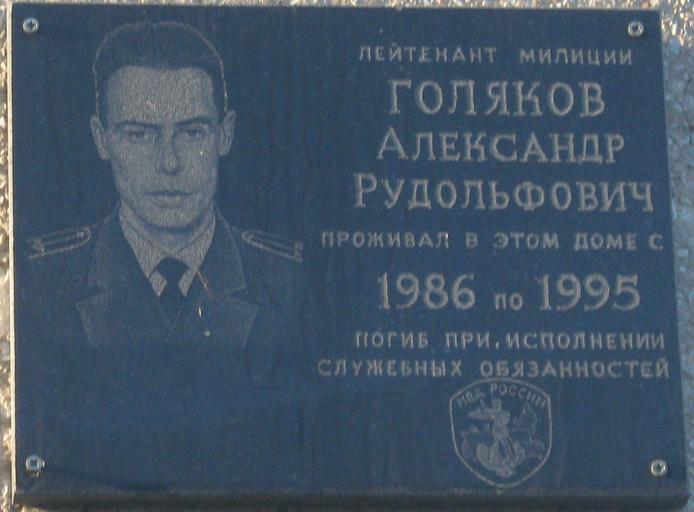 ЛЕЙТЕНАНТ МИЛИЦИИ
ГОЛЯКОВ
АЛЕКСАНДР
РУДОЛЬФОВИЧ
ПРОЖИВАЛ В ЭТОМ ДОМЕ С
1986 ПО 1995
ПОГИБ ПРИ ИСПОЛНЕНИИ
СЛУЖЕБНЫХ ОБЯЗАННОСТЕЙ
МВД РОССИИ